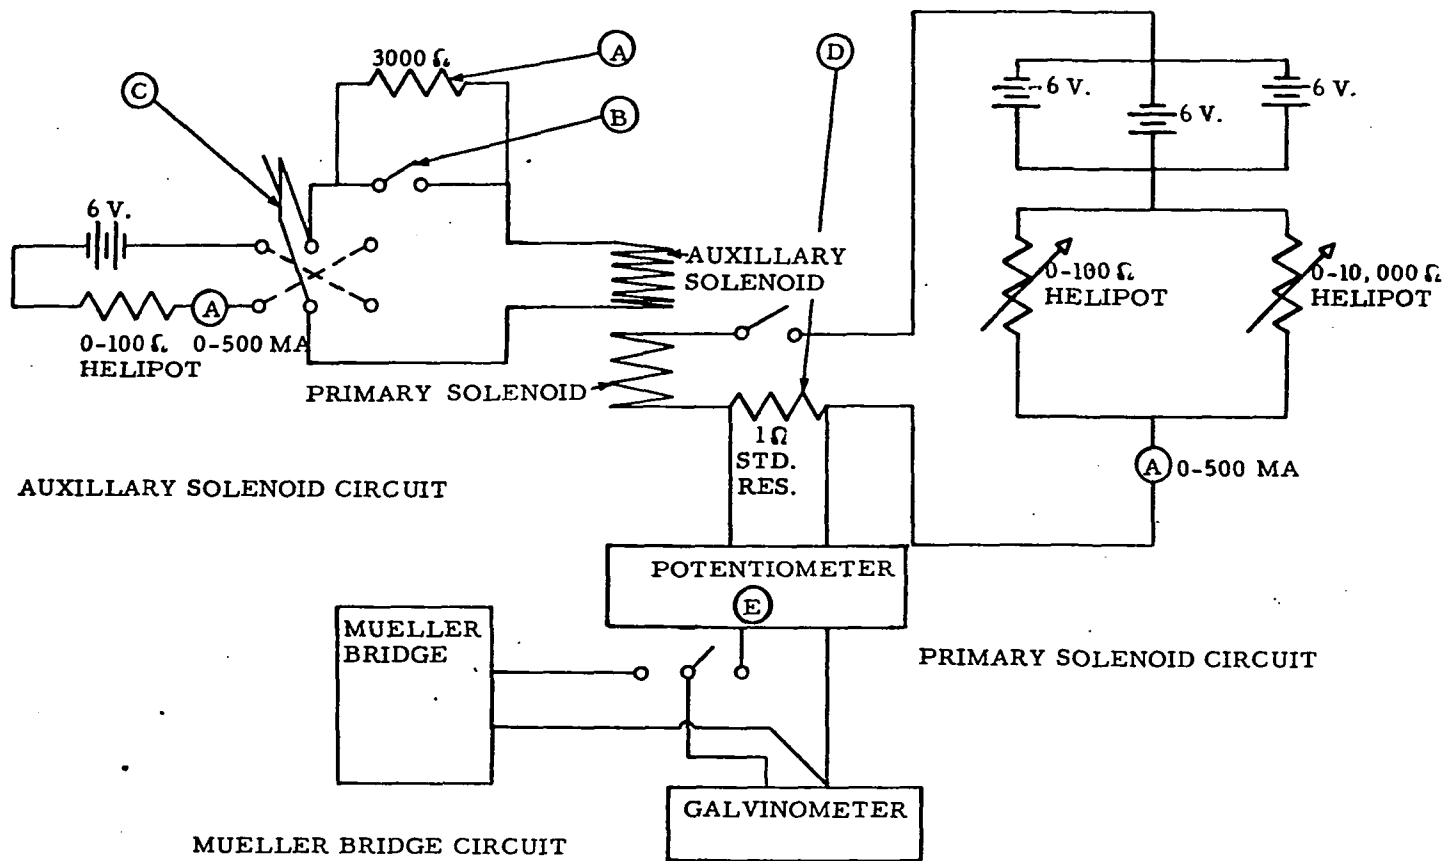 3000 Ω
A
D
C
B
6 V.
6 V.
6 V.
6 V.
A
0-100 Ω
HELIPOT
0-500 MA
AUXILLARY
SOLENOID
PRIMARY SOLENOID
0-100 Ω
HELIPOT
0-10,000 Ω
HELIPOT
1 Ω
STD.
RES.
A 0-500 MA
AUXILLARY SOLENOID CIRCUIT
POTENTIOMETER
E
MUELLER
BRIDGE
PRIMARY SOLENOID CIRCUIT
GALVINOMETER
MUELLER BRIDGE CIRCUIT